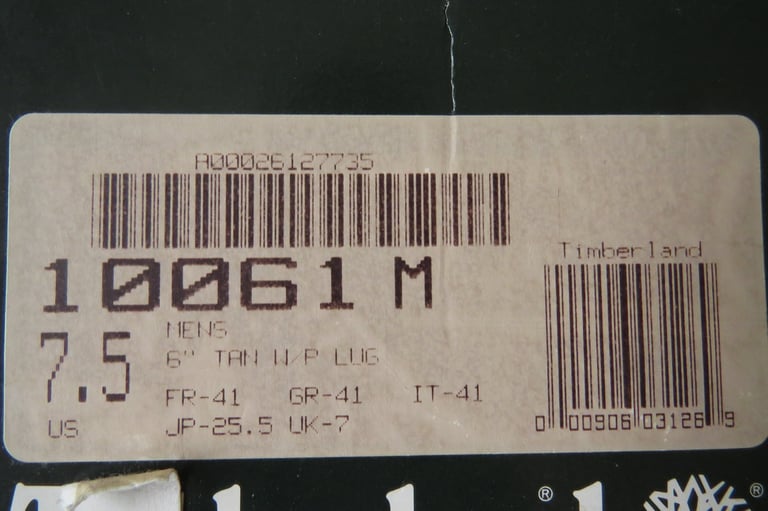 A00026127735
10061 M
Timberland
7.5
MENS
6" TAN W/P LUG
FR-41 GR-41 IT-41
US
JP-25.5 UK-7
0 00906 03126 9
® ®